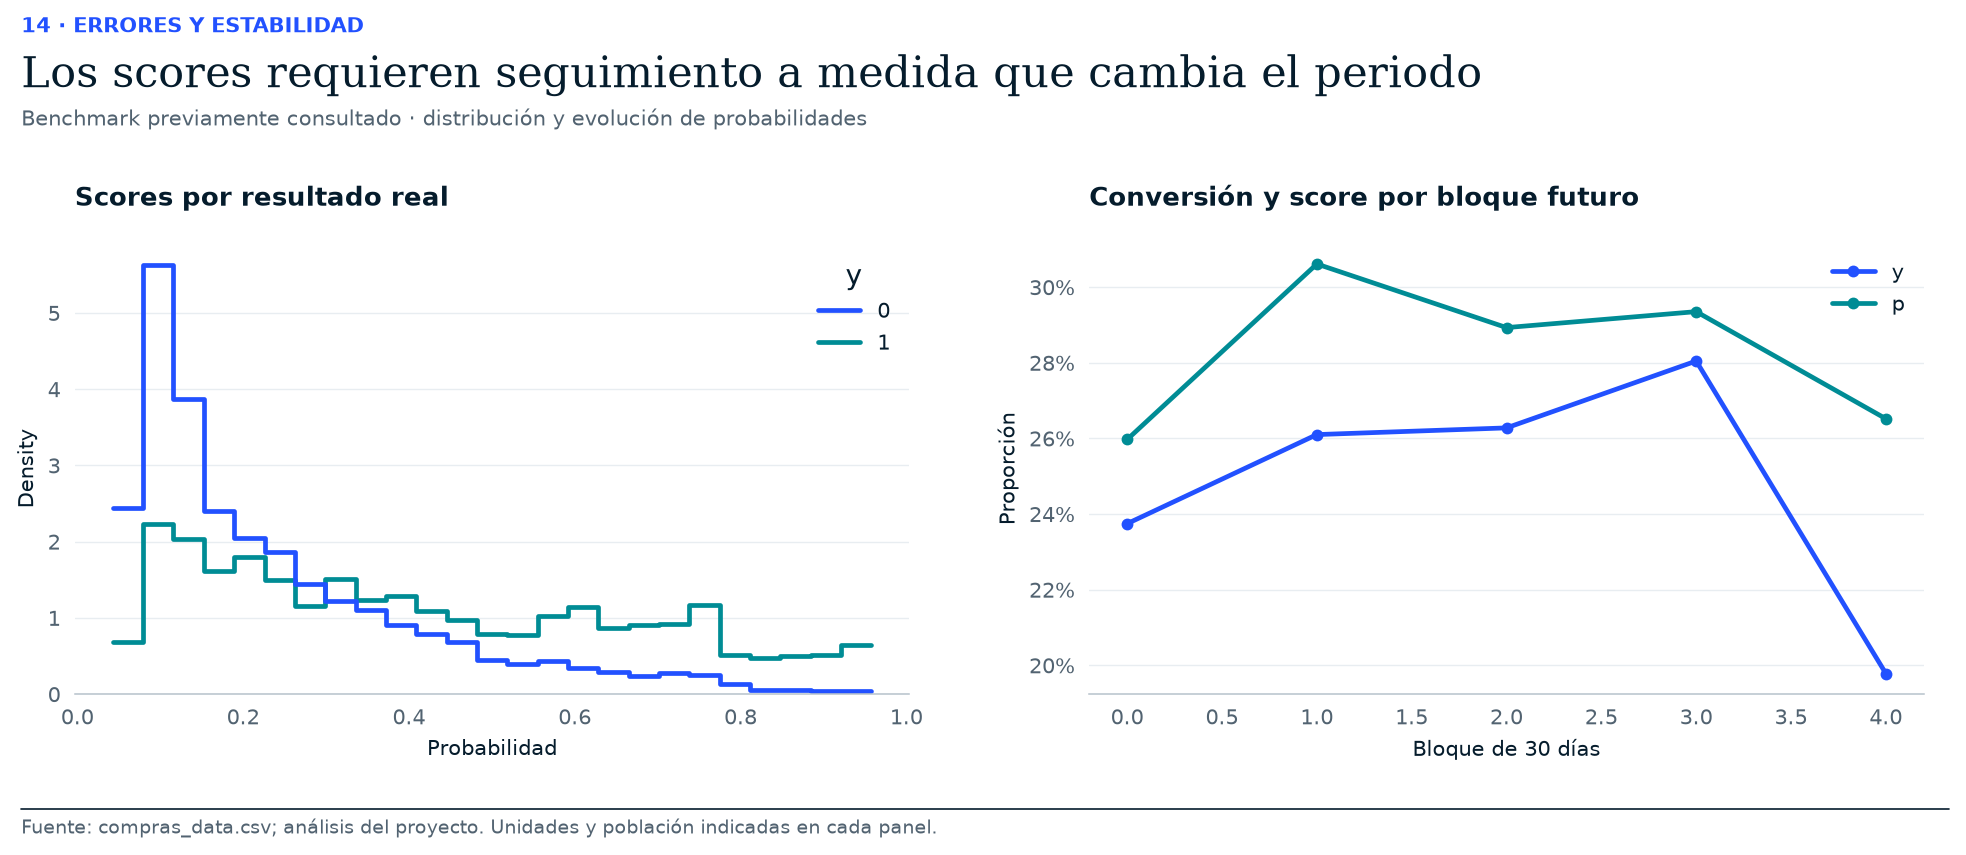 14 · ERRORES Y ESTABILIDAD
Los scores requieren seguimiento a medida que cambia el periodo
Benchmark previamente consultado · distribución y evolución de probabilidades
Scores por resultado real
y
0
1
Density
5
4
3
2
1
0
0.0 0.2 0.4 0.6 0.8 1.0
Probabilidad
Conversión y score por bloque futuro
y
p
Proporción
30%
28%
26%
24%
22%
20%
0.0 0.5 1.0 1.5 2.0 2.5 3.0 3.5 4.0
Bloque de 30 días
Fuente: compras_data.csv; análisis del proyecto. Unidades y población indicadas en cada panel.